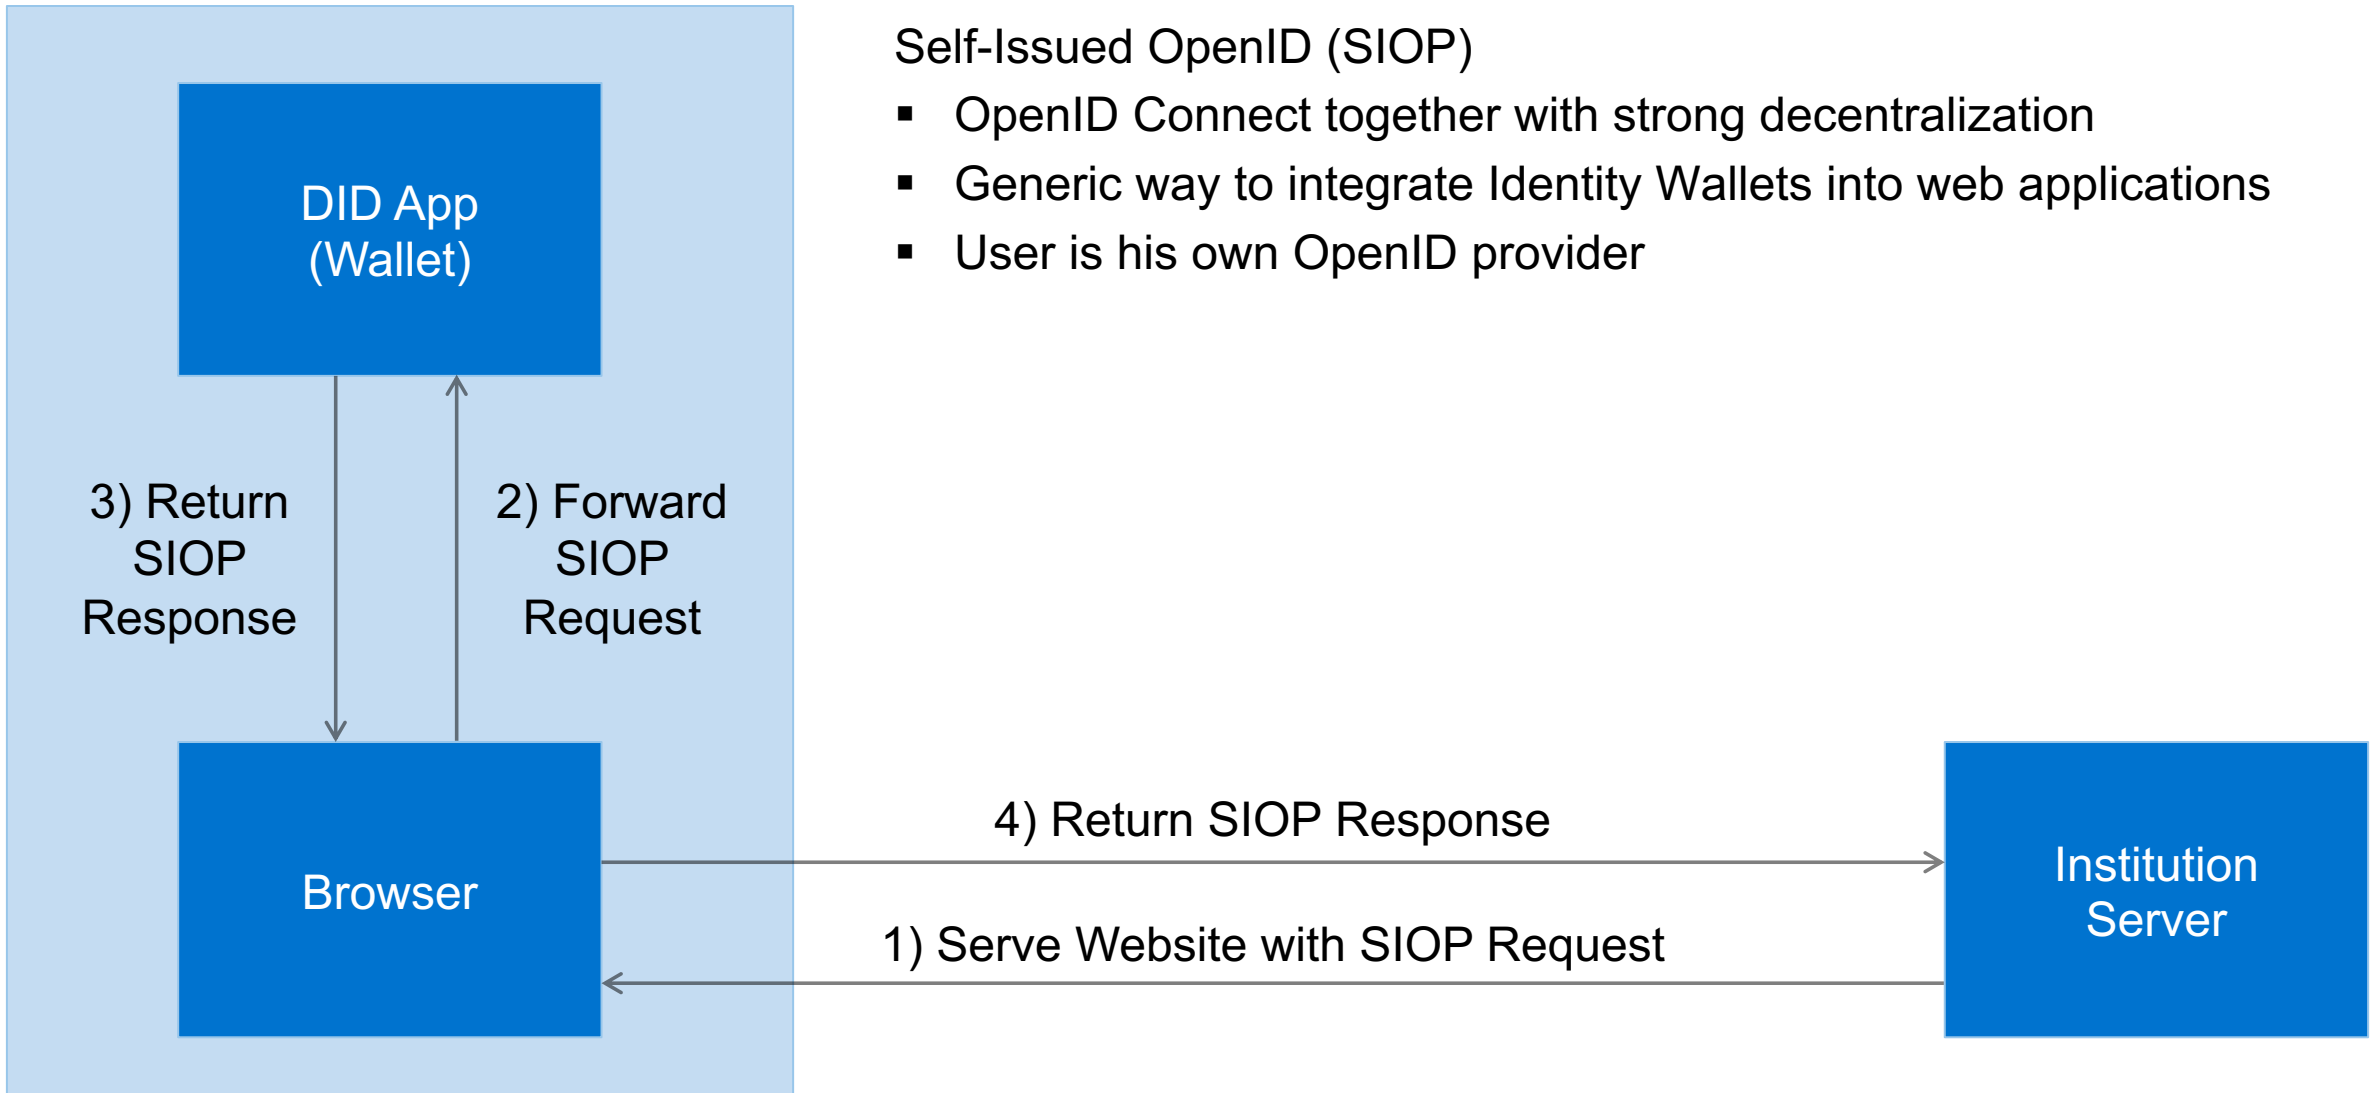 Self-Issued OpenID (SIOP)
▪ OpenID Connect together with strong decentralization
▪ Generic way to integrate Identity Wallets into web applications
▪ User is his own OpenID provider
DID App
(Wallet)
3) Return
SIOP
Response
2) Forward
SIOP
Request
Browser
4) Return SIOP Response
1) Serve Website with SIOP Request
Institution
Server